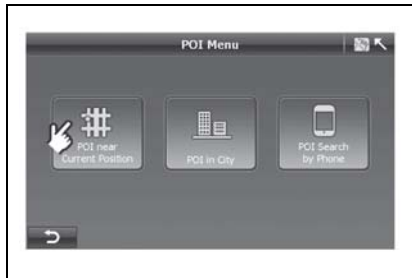 POI Menu
POI near
Current Position
POI in City
POI Search
by Phone